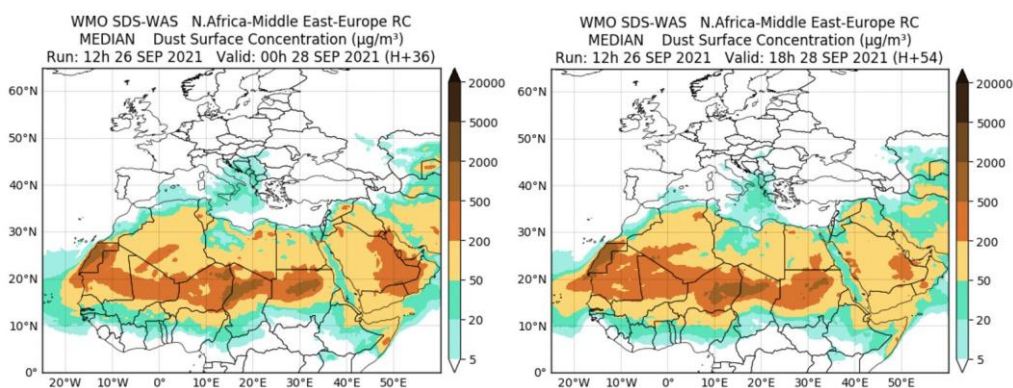 WMO SDS-WAS N.Africa-Middle East-Europe RC
MEDIAN Dust Surface Concentration (µg/m³)
Run: 12h 26 SEP 2021 Valid: 00h 28 SEP 2021 (H+36)
60°N
50°N
40°N
30°N
20°N
10°N
0°
20°W
10°W
0°
10°E
20°E
30°E
40°E
50°E
20000
5000
2000
500
200
50
20
5
WMO SDS-WAS N.Africa-Middle East-Europe RC
MEDIAN Dust Surface Concentration (µg/m³)
Run: 12h 26 SEP 2021 Valid: 18h 28 SEP 2021 (H+54)
60°N
50°N
40°N
30°N
20°N
10°N
0°
20°W
10°W
0°
10°E
20°E
30°E
40°E
50°E
20000
5000
2000
500
200
50
20
5